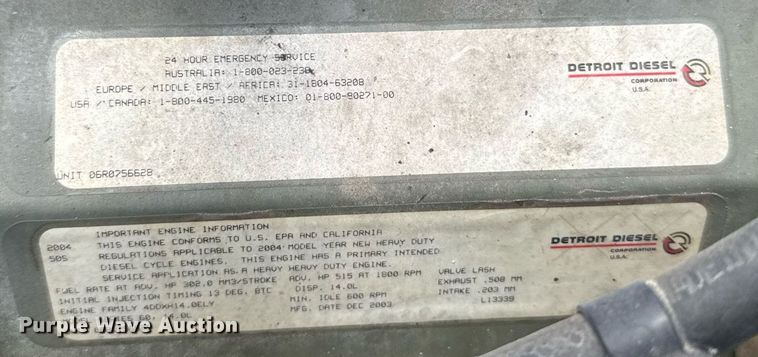 24 HOUR EMERGENCY SERVICE
AUSTRALIA: 1-800-023-230
EUROPE / MIDDLE EAST / AFRICA: 31-1804-63208
USA / CANADA: 1-800-445-1980 MEXICO: 01-800-90271-00
DETROIT DIESEL
CORPORATION
U.S.A.
UNIT 06R0756628
IMPORTANT ENGINE INFORMATION
2004 THIS ENGINE CONFORMS TO U.S. EPA AND CALIFORNIA
50S REGULATIONS APPLICABLE TO 2004 MODEL YEAR NEW HEAVY DUTY
DIESEL CYCLE ENGINES. THIS ENGINE HAS A PRIMARY INTENDED
SERVICE APPLICATION AS A HEAVY HEAVY DUTY ENGINE.
FUEL RATE AT ADV. HP 302.0 MM3/STROKE ADV. HP 515 AT 1800 RPM VALVE LASH
INITIAL INJECTION TIMING 13 DEG. BTC DISP. 14.0L EXHAUST .508 MM
ENGINE FAMILY 4DDXH14.0ELY MIN. IDLE 600 RPM INTAKE .203 MM
60, 14.0L MFG. DATE DEC 2003 L13339
DETROIT DIESEL
CORPORATION
U.S.A.
Purple Wave Auction